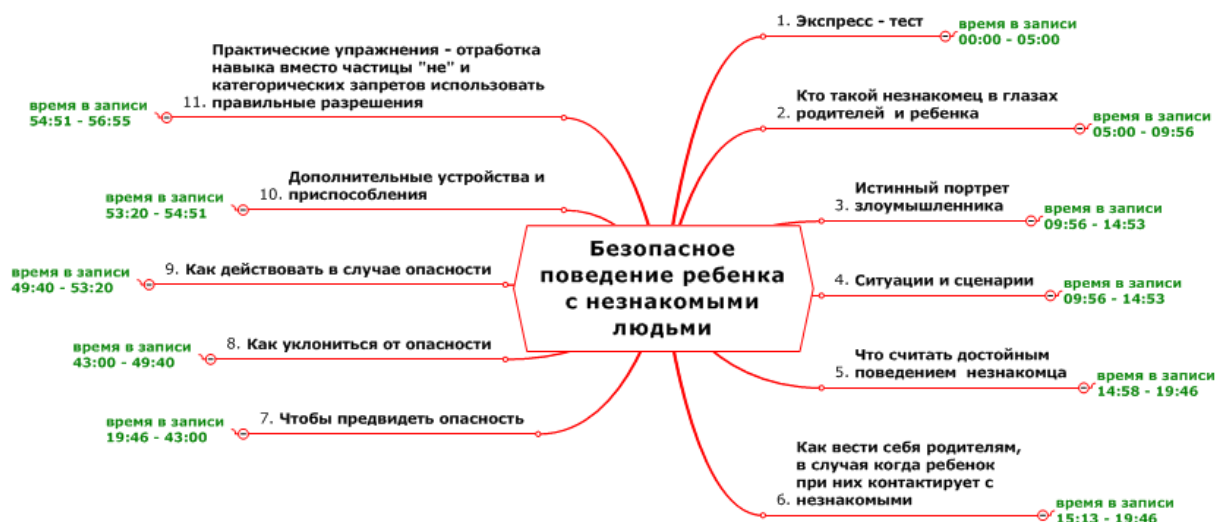 Безопасное
поведение ребенка
с незнакомыми
людьми
1. Экспресс - тест
время в записи
00:00 - 05:00
Кто такой незнакомец в глазах
2. родителей и ребенка
время в записи
05:00 - 09:56
Истинный портрет
3. злоумышленника
время в записи
09:56 - 14:53
4. Ситуации и сценарии
время в записи
09:56 - 14:53
Что считать достойным
5. поведением незнакомца
время в записи
14:58 - 19:46
Как вести себя родителям,
в случая когда ребенок
при них контактирует с
6. незнакомыми
время в записи
15:13 - 19:46
7. Чтобы предвидеть опасность
время в записи
19:46 - 43:00
8. Как уклониться от опасности
время в записи
43:00 - 49:40
9. Как действовать в случае опасности
время в записи
49:40 - 53:20
Дополнительные устройства и
10. приспособления
время в записи
53:20 - 54:51
Практические упражнения - отработка
навыка вместо частицы "не" и
категорических запретов использовать
11. правильные разрешения
время в записи
54:51 - 56:55